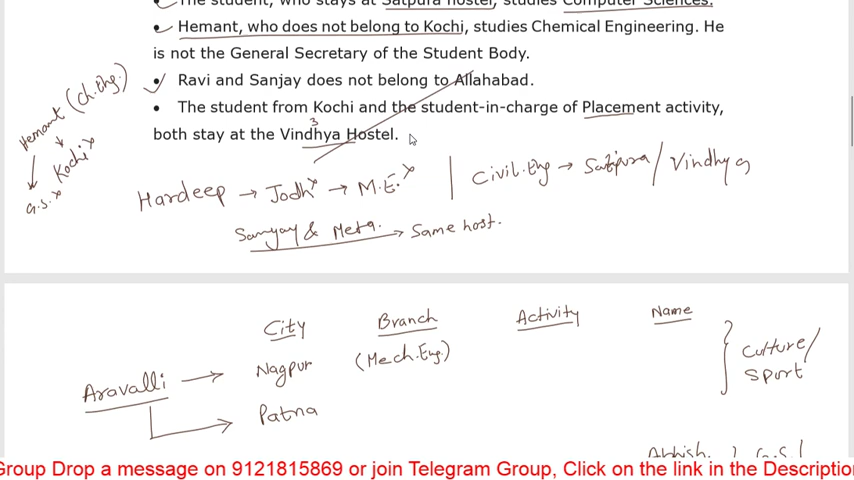 • The student, who stays at Satpura hostel, studies Computer Sciences.
• Hemant, who does not belong to Kochi, studies Chemical Engineering. He
is not the General Secretary of the Student Body.
• Ravi and Sanjay does not belong to Allahabad.
• The student from Kochi and the student-in-charge of Placement activity,
both stay at the Vindhya Hostel.
3
Hemant (Ch.Eng.)
Kochi x
G.S. x
Hardeep → Jodh x → M.E. x | Civil.Eng → Satpura / Vindhya
Sanjay & Meta. → Same host.
City Branch Activity Name
Aravalli → Nagpur (Mech.Eng.)
Culture/
Sport
→ Patna
Abhish. G.S.
Group Drop a message on 9121815869 or join Telegram Group, Click on the link in the Descriptio